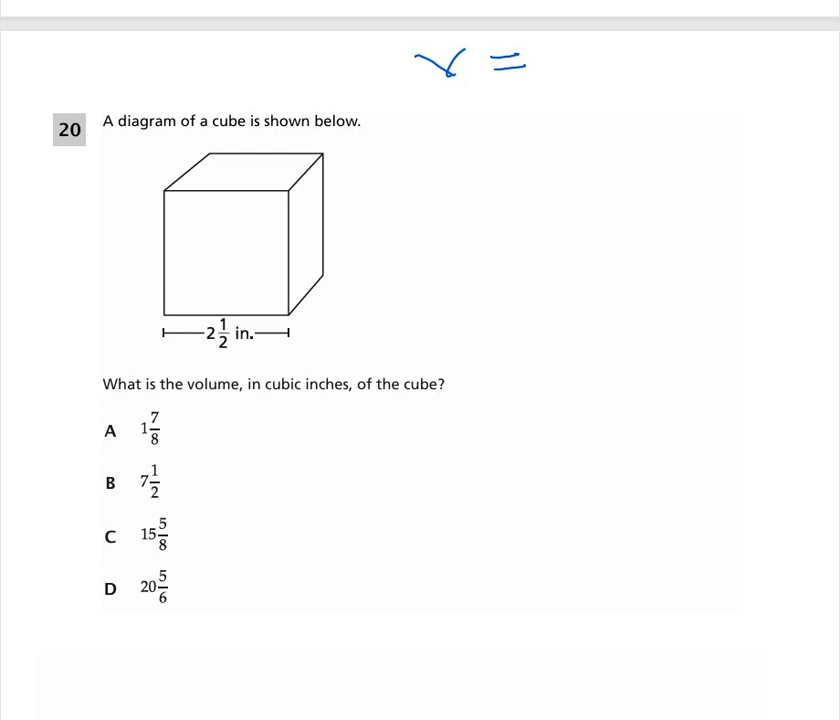 V =
20 A diagram of a cube is shown below.
2 1/2 in.
What is the volume, in cubic inches, of the cube?
A 1 7/8
B 7 1/2
C 15 5/8
D 20 5/6